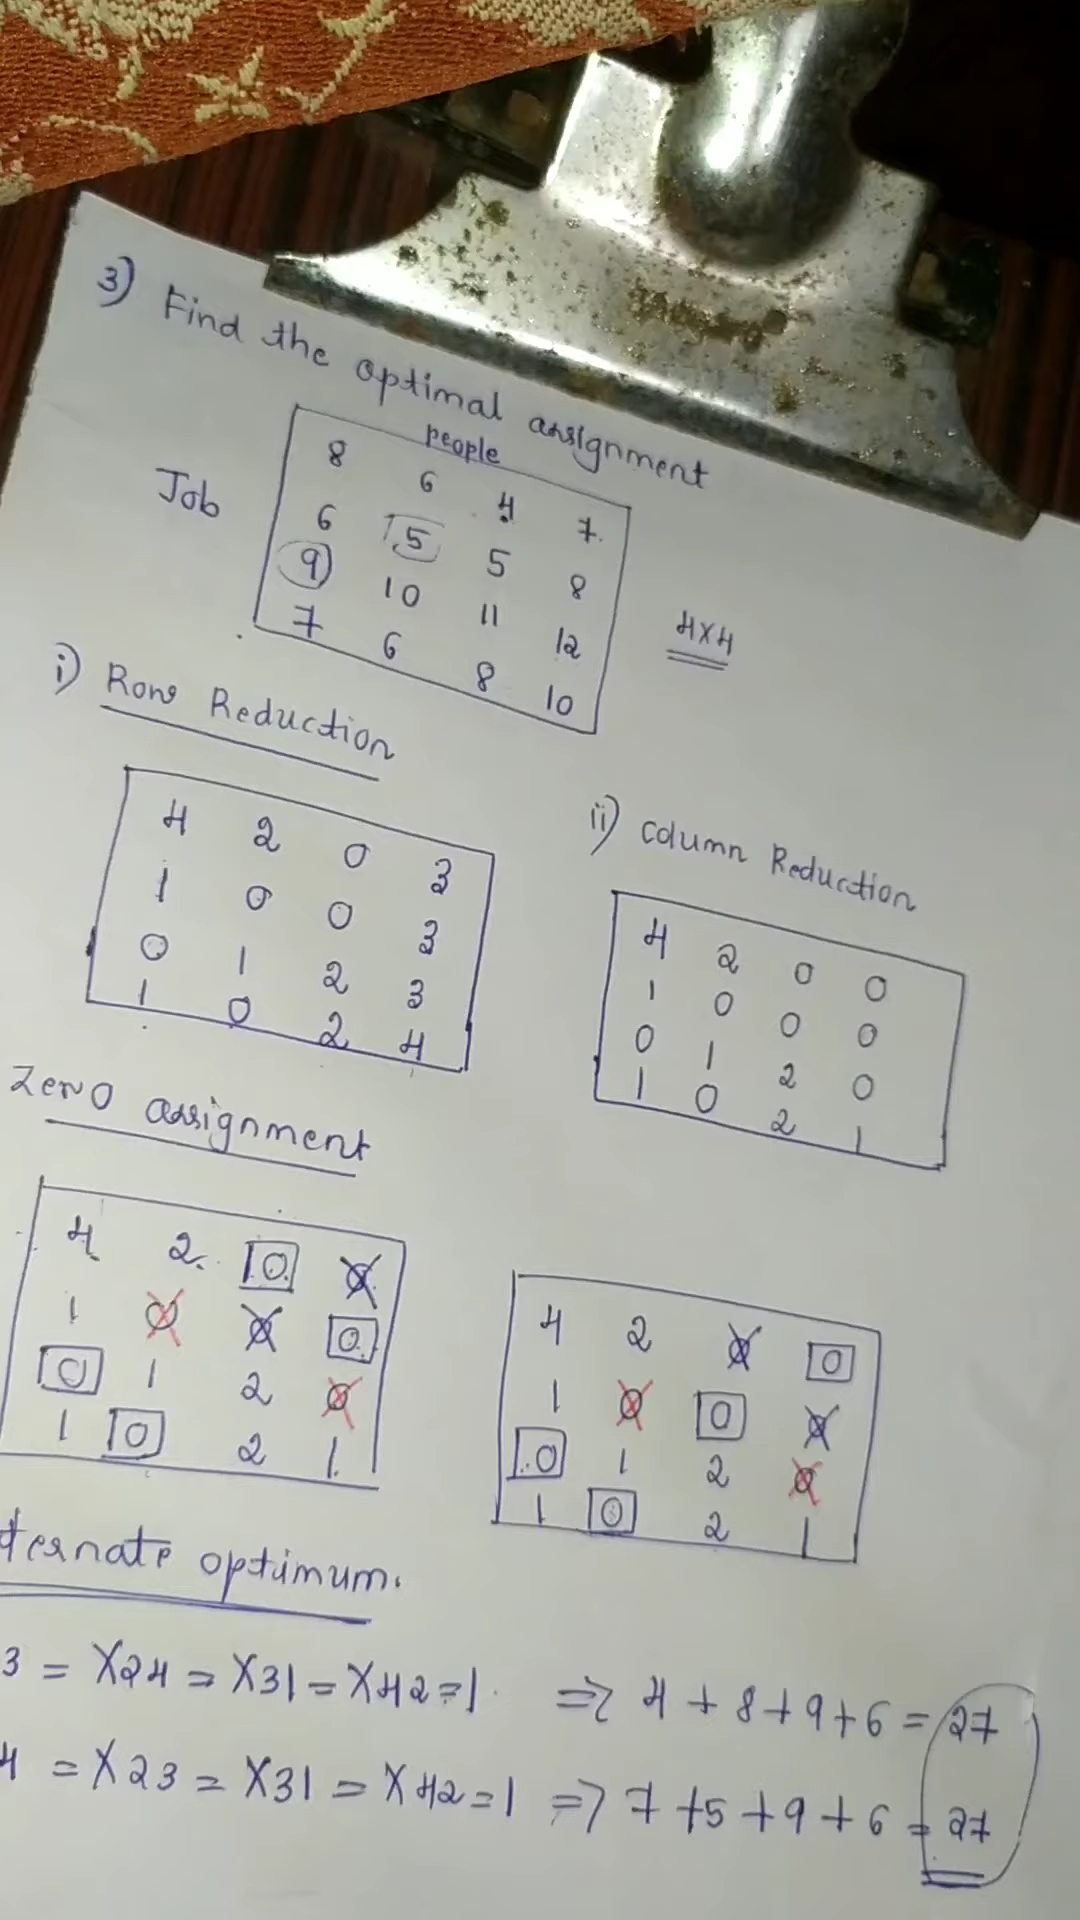 3) Find the optimal assignment
people
Job
8 6 4 7
6 5 5 8
9 10 11 12
7 6 8 10
4x4
i) Row Reduction
4 2 0 3
1 0 0 3
0 1 2 3
1 0 2 4
ii) Column Reduction
4 2 0 0
1 0 0 0
0 1 2 0
1 0 2 1
Zero assignment
4 2 0 0
1 0 0 0
0 1 2 0
1 0 2 1
4 2 0 0
1 0 0 0
0 1 2 0
1 0 2 1
ternate optimum.
3 = X24 = X31 = X42 = 1 ⇒ 4 + 8 + 9 + 6 = 27
4 = X23 = X31 = X42 = 1 ⇒ 7 + 5 + 9 + 6 = 27